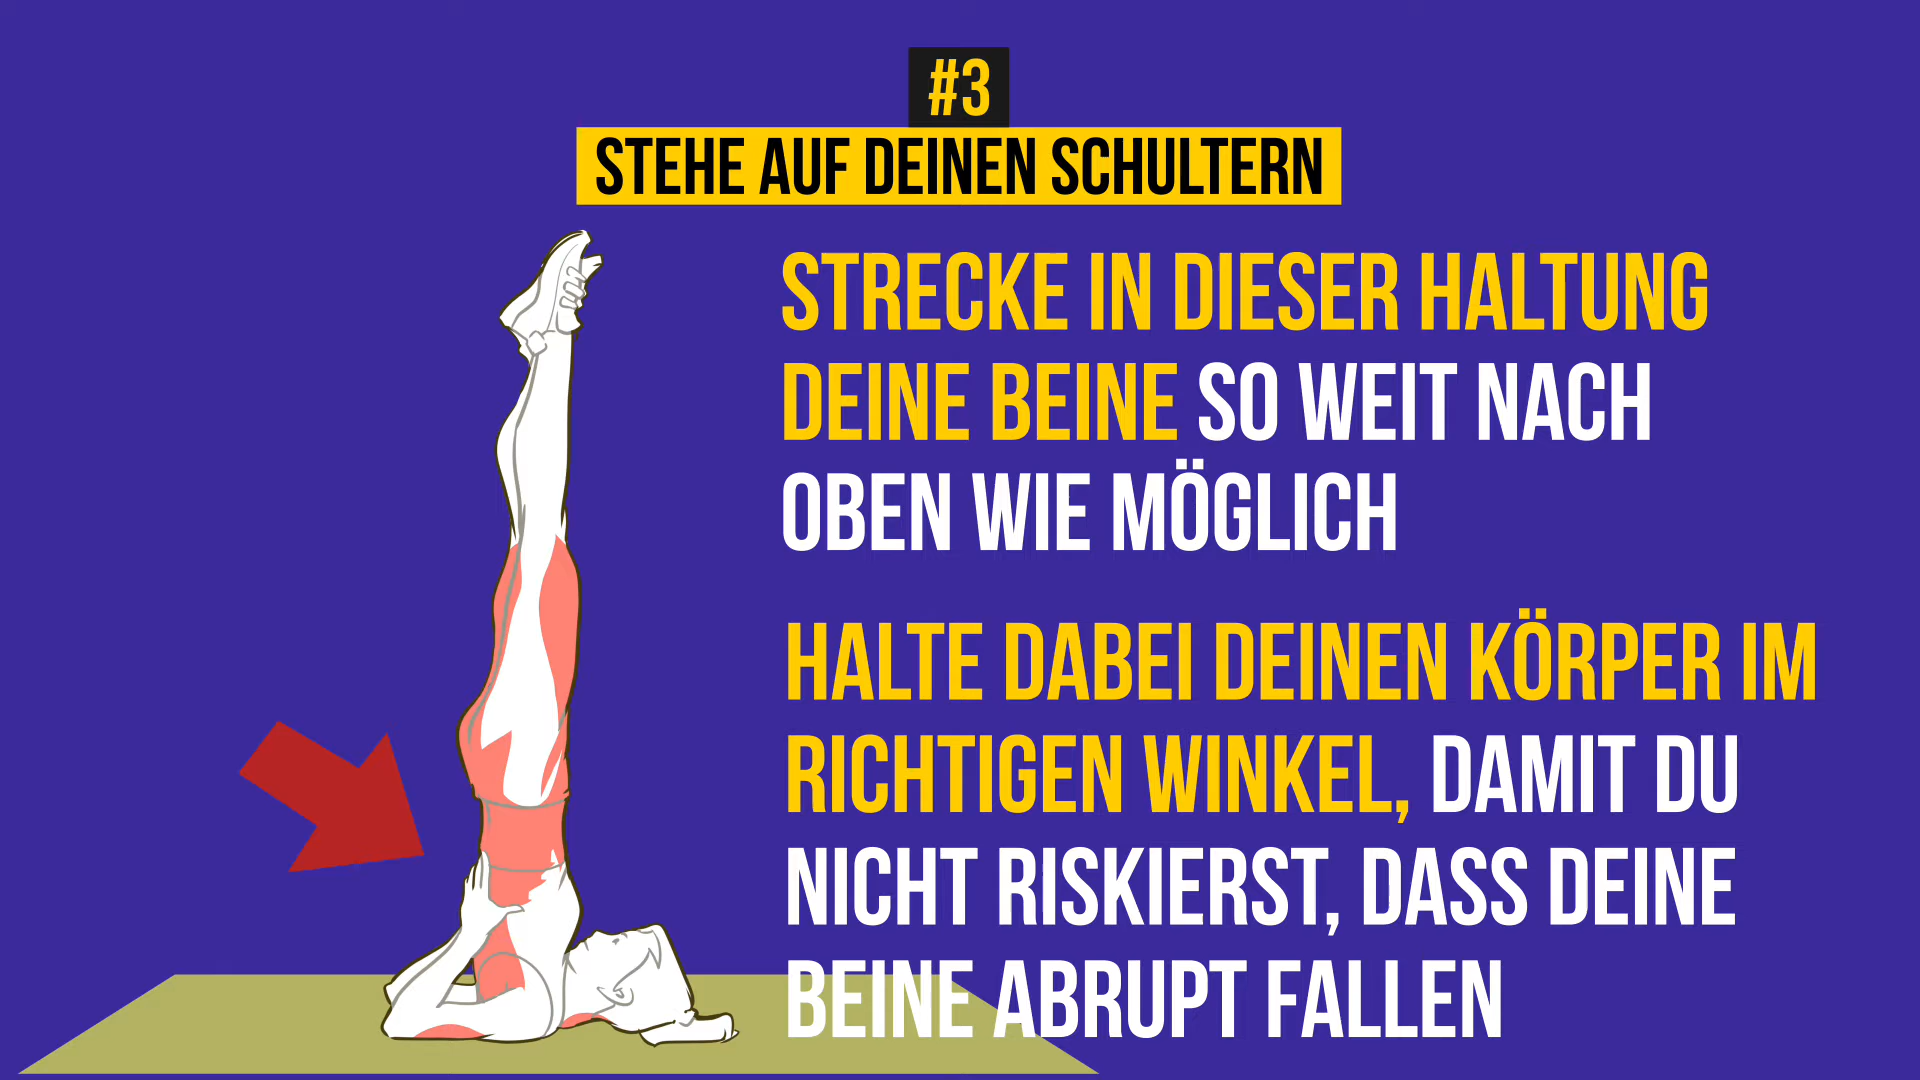 #3
STEHE AUF DEINEN SCHULTERN
STRECKE IN DIESER HALTUNG
DEINE BEINE SO WEIT NACH
OBEN WIE MÖGLICH
HALTE DABEI DEINEN KÖRPER IM
RICHTIGEN WINKEL, DAMIT DU
NICHT RISKIERST, DASS DEINE
BEINE ABRUPT FALLEN